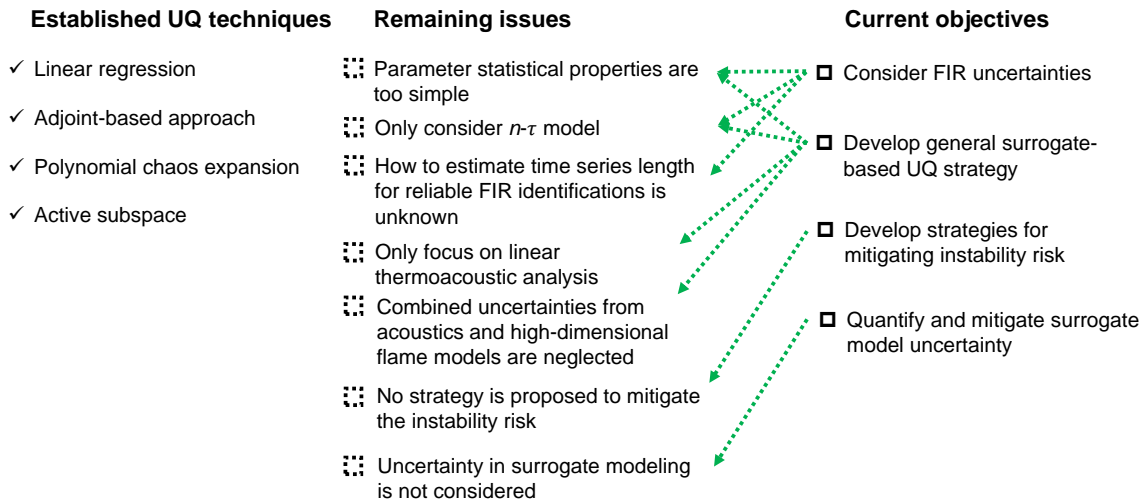 Established UQ techniques
✓ Linear regression
✓ Adjoint-based approach
✓ Polynomial chaos expansion
✓ Active subspace
Remaining issues
Parameter statistical properties are
too simple
Only consider n-τ model
How to estimate time series length
for reliable FIR identifications is
unknown
Only focus on linear
thermoacoustic analysis
Combined uncertainties from
acoustics and high-dimensional
flame models are neglected
No strategy is proposed to mitigate
the instability risk
Uncertainty in surrogate modeling
is not considered
Current objectives
Consider FIR uncertainties
Develop general surrogate-
based UQ strategy
Develop strategies for
mitigating instability risk
Quantify and mitigate surrogate
model uncertainty